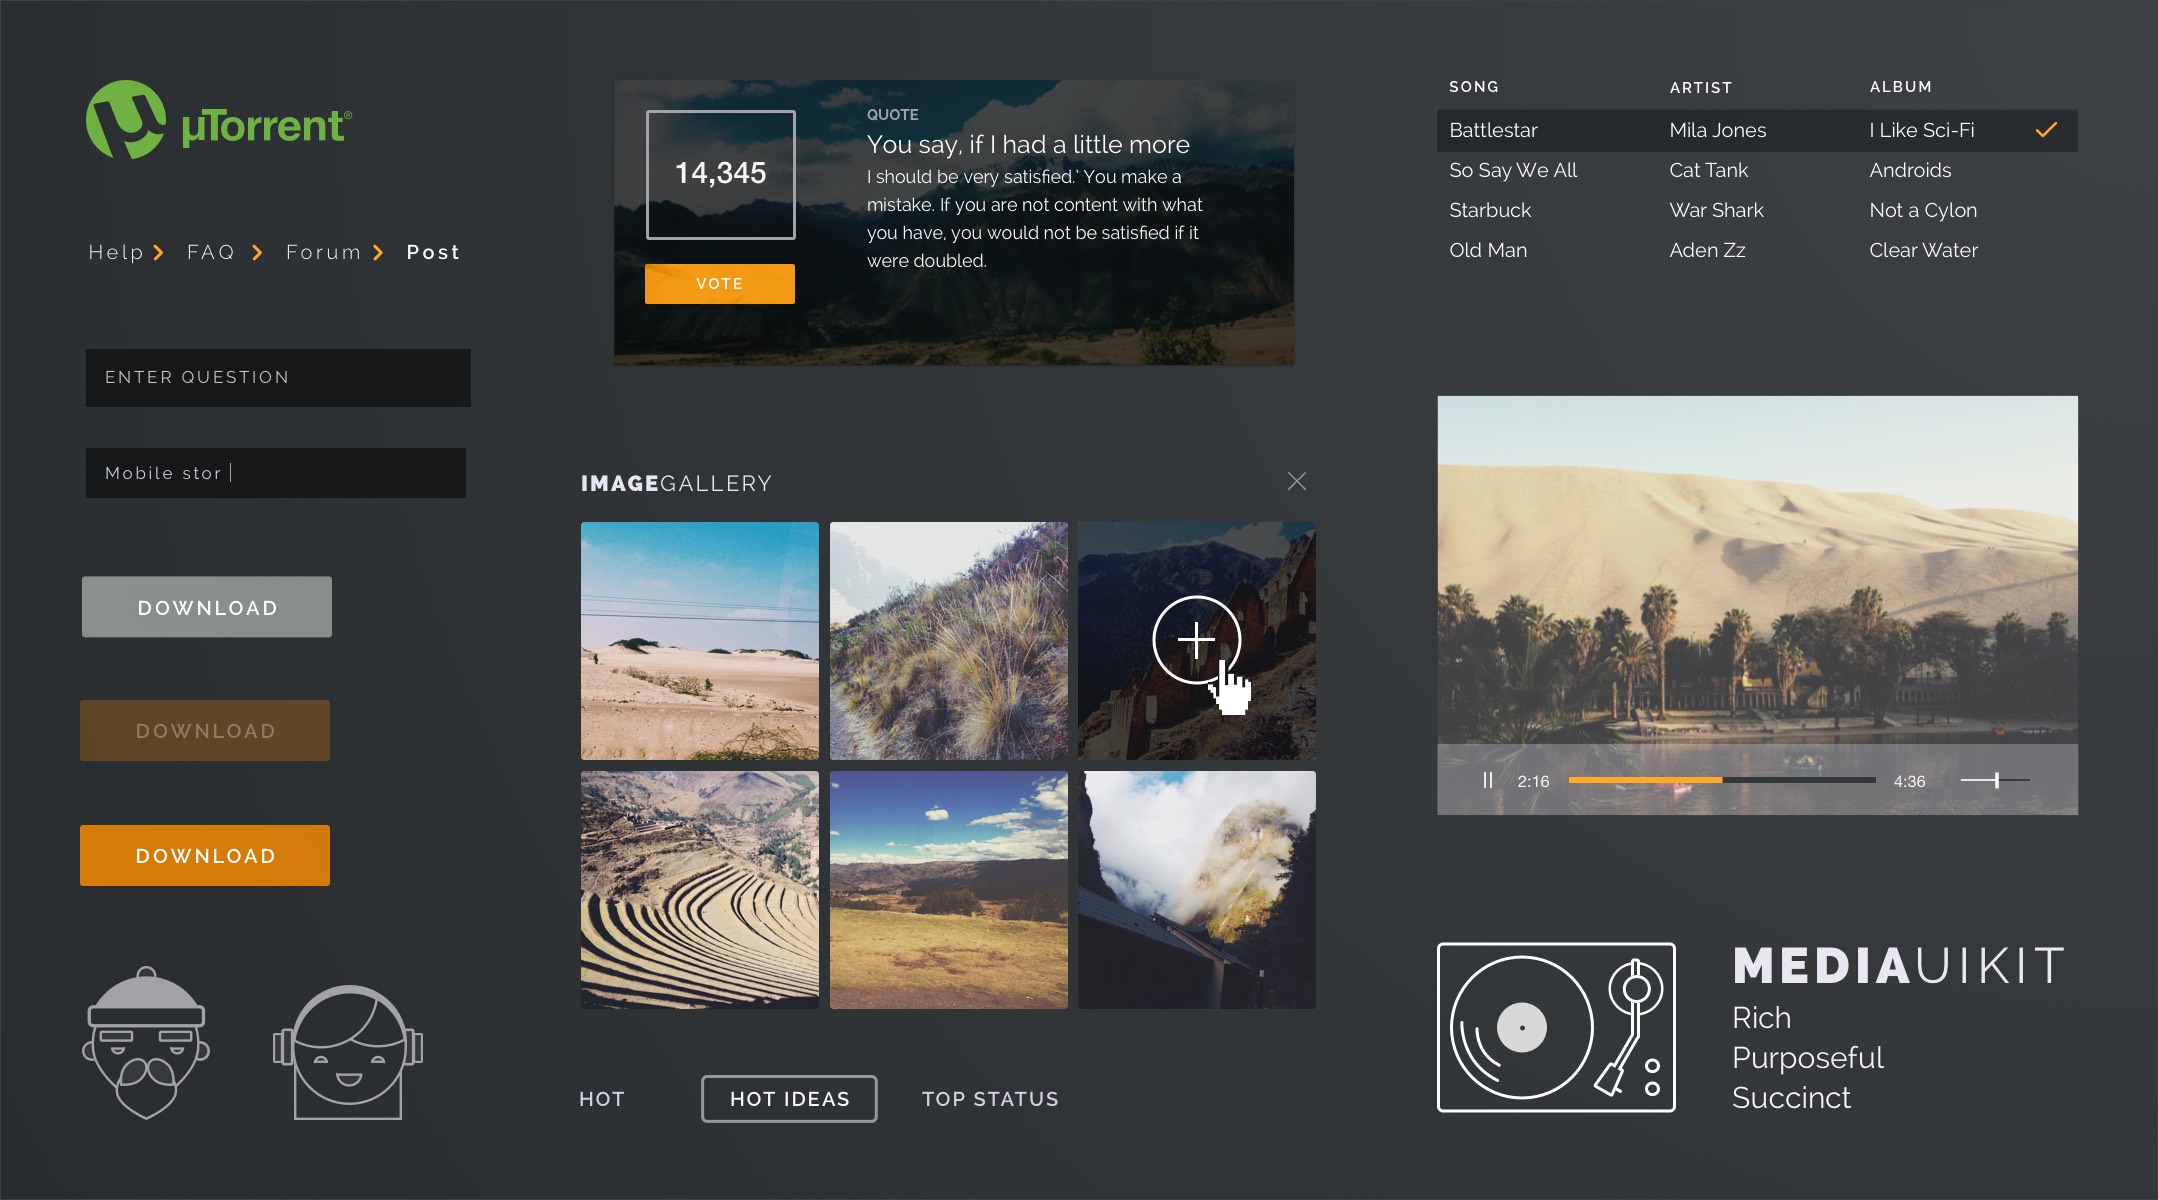 µTorrent®
Help > FAQ > Forum > Post
ENTER QUESTION
Mobile stor
DOWNLOAD
DOWNLOAD
DOWNLOAD
14,345
VOTE
QUOTE
You say, if I had a little more
I should be very satisfied.` You make a
mistake. If you are not content with what
you have, you would not be satisfied if it
were doubled.
IMAGEGALLERY
HOT HOT IDEAS TOP STATUS
SONG ARTIST ALBUM
Battlestar Mila Jones I Like Sci-Fi
So Say We All Cat Tank Androids
Starbuck War Shark Not a Cylon
Old Man Aden Zz Clear Water
2:16 4:36
MEDIAUIKIT
Rich
Purposeful
Succinct